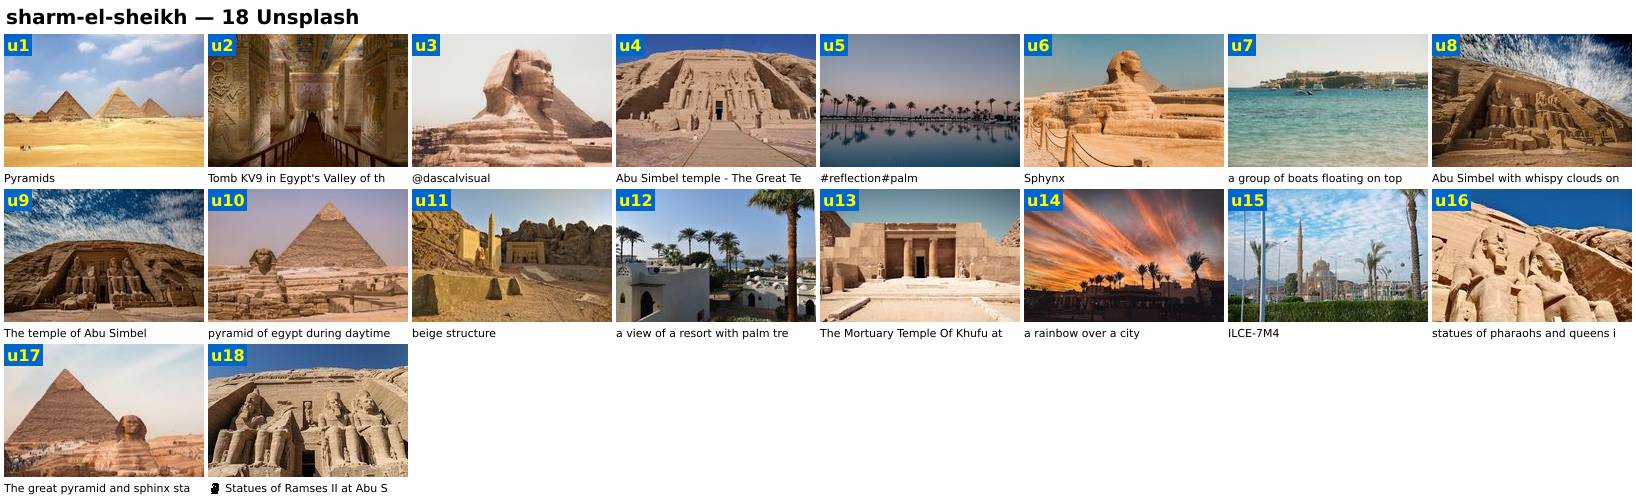 sharm-el-sheikh — 18 Unsplash
u1
u2
u3
u4
u5
u6
u7
u8
Pyramids
Tomb KV9 in Egypt's Valley of th
@dascalvisual
Abu Simbel temple - The Great Te
#reflection#palm
Sphynx
a group of boats floating on top
Abu Simbel with whispy clouds on
u9
u10
u11
u12
u13
u14
u15
u16
The temple of Abu Simbel
pyramid of egypt during daytime
beige structure
a view of a resort with palm tre
The Mortuary Temple Of Khufu at
a rainbow over a city
ILCE-7M4
statues of pharaohs and queens i
u17
u18
The great pyramid and sphinx sta
Statues of Ramses II at Abu S